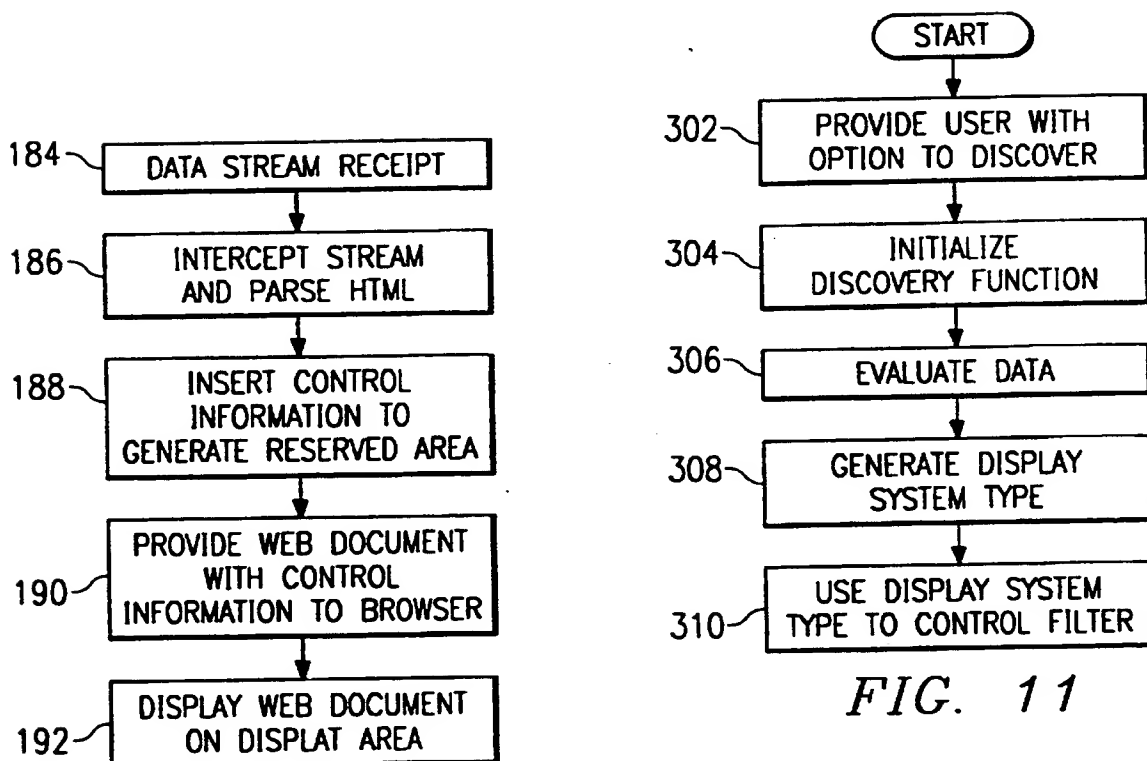 184
DATA STREAM RECEIPT
186
INTERCEPT STREAM
AND PARSE HTML
188
INSERT CONTROL
INFORMATION TO
GENERATE RESERVED AREA
190
PROVIDE WEB DOCUMENT
WITH CONTROL
INFORMATION TO BROWSER
192
DISPLAY WEB DOCUMENT
ON DISPLAT AREA
START
302
PROVIDE USER WITH
OPTION TO DISCOVER
304
INITIALIZE
DISCOVERY FUNCTION
306
EVALUATE DATA
308
GENERATE DISPLAY
SYSTEM TYPE
310
USE DISPLAY SYSTEM
TYPE TO CONTROL FILTER
FIG. 11